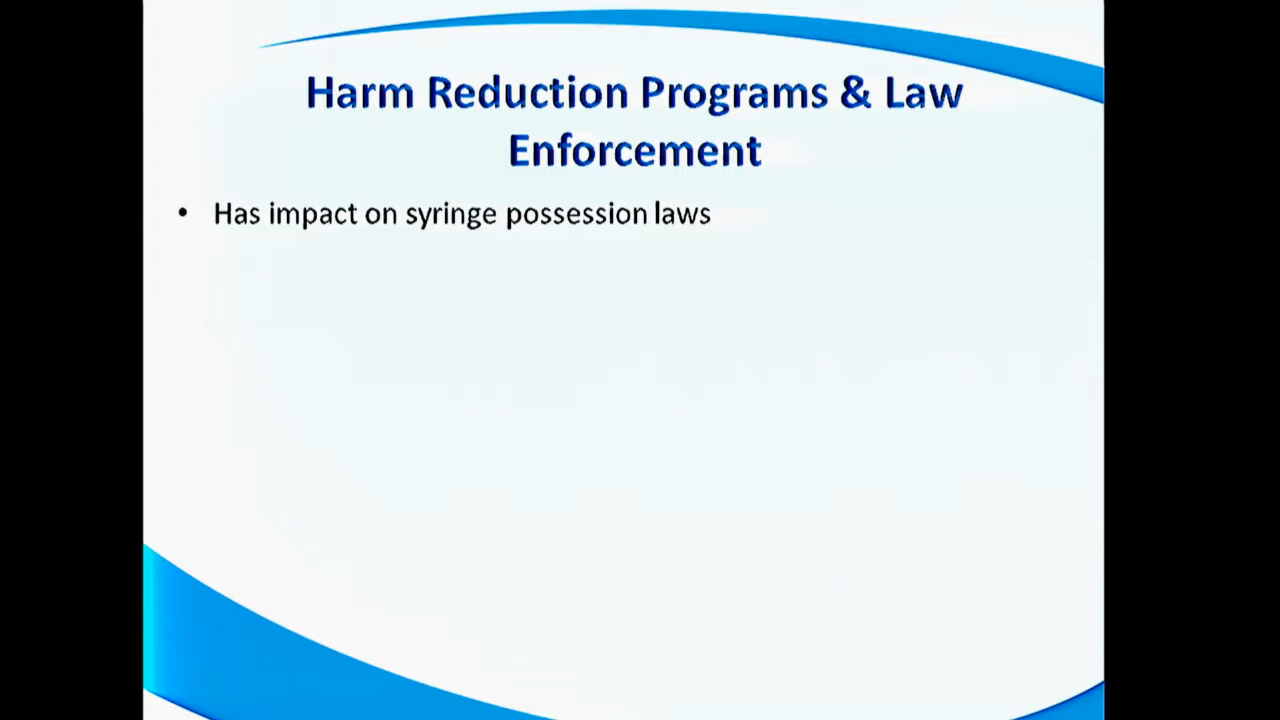 Harm Reduction Programs & Law
Enforcement
• Has impact on syringe possession laws